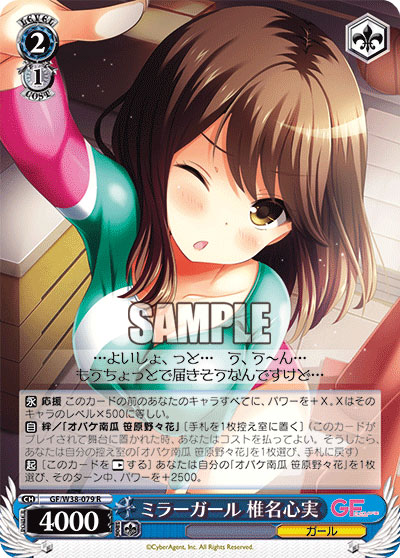 LEVEL
2
1
COST
SAMPLE
…よいしょ、っと… う、う~ん…
もうちょっとで届きそうなんですけど…
永 応援 このカードの前のあなたのキャラすべてに、パワーを+X。Xはその
キャラのレベル×500に等しい。
自 絆/「オバケ南瓜 笹原野々花」 [手札を1枚控え室に置く] (このカードが
プレイされて舞台に置かれた時、あなたはコストを払ってよい。そうしたら、
あなたは自分の控え室の「オバケ南瓜 笹原野々花」を1枚選び、手札に戻す)
起 [このカードを する] あなたは自分の「オバケ南瓜 笹原野々花」を1枚
選び、そのターン中、パワーを+2500。
CH GF/W38-079 R
POWER 4000
ミラーガール 椎名心実
GF
ガール
©CyberAgent, Inc. All Rights Reserved.